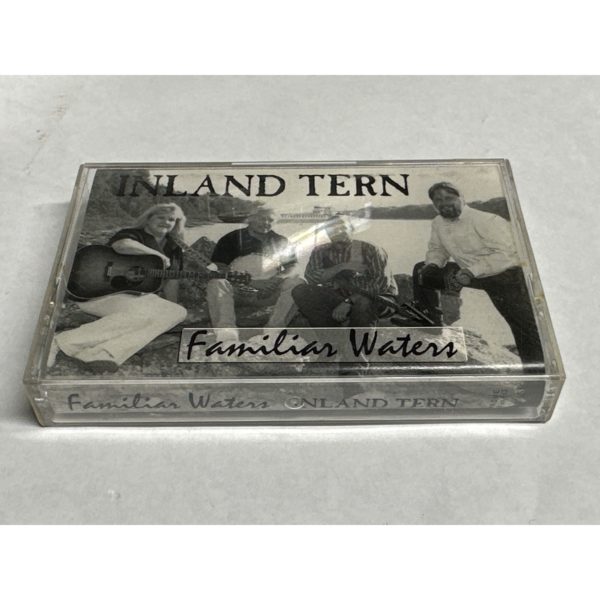 INLAND TERN
Familiar Waters
Familiar Waters INLAND TERN